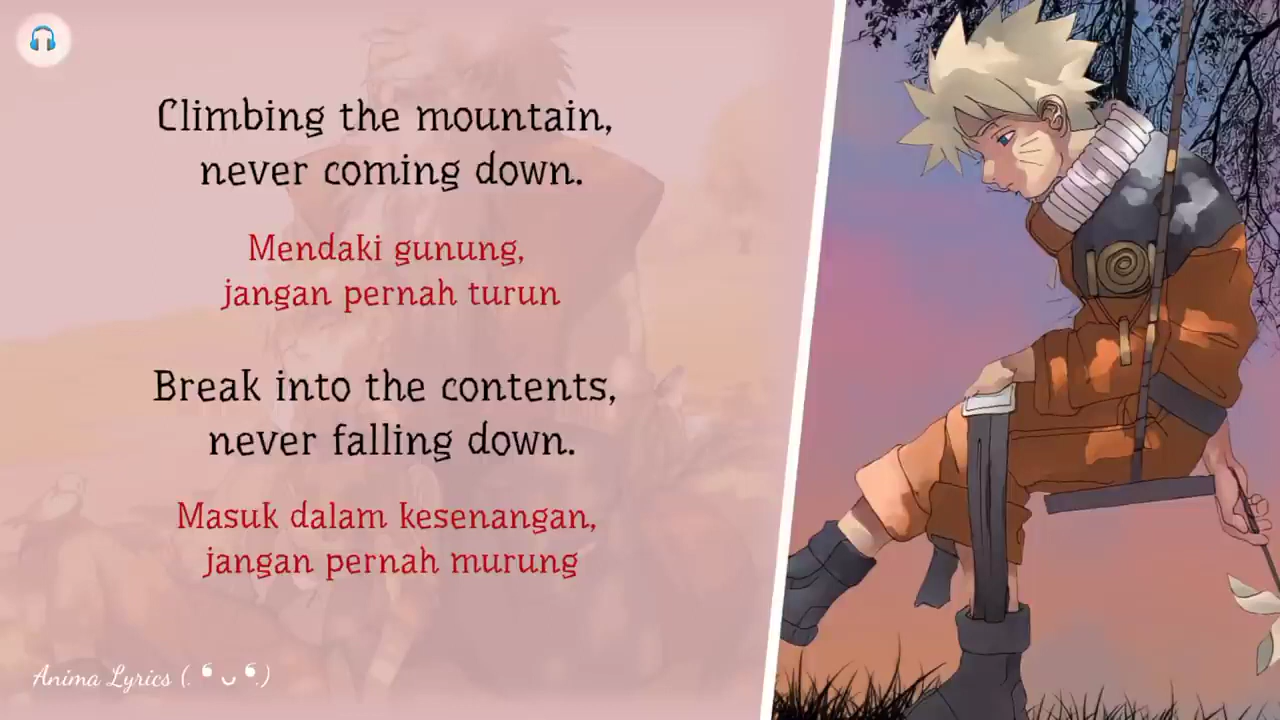 Climbing the mountain,
never coming down.
Mendaki gunung,
jangan pernah turun
Break into the contents,
never falling down.
Masuk dalam kesenangan,
jangan pernah murung
Anima Lyrics (. ❛ ᴗ ❛.)